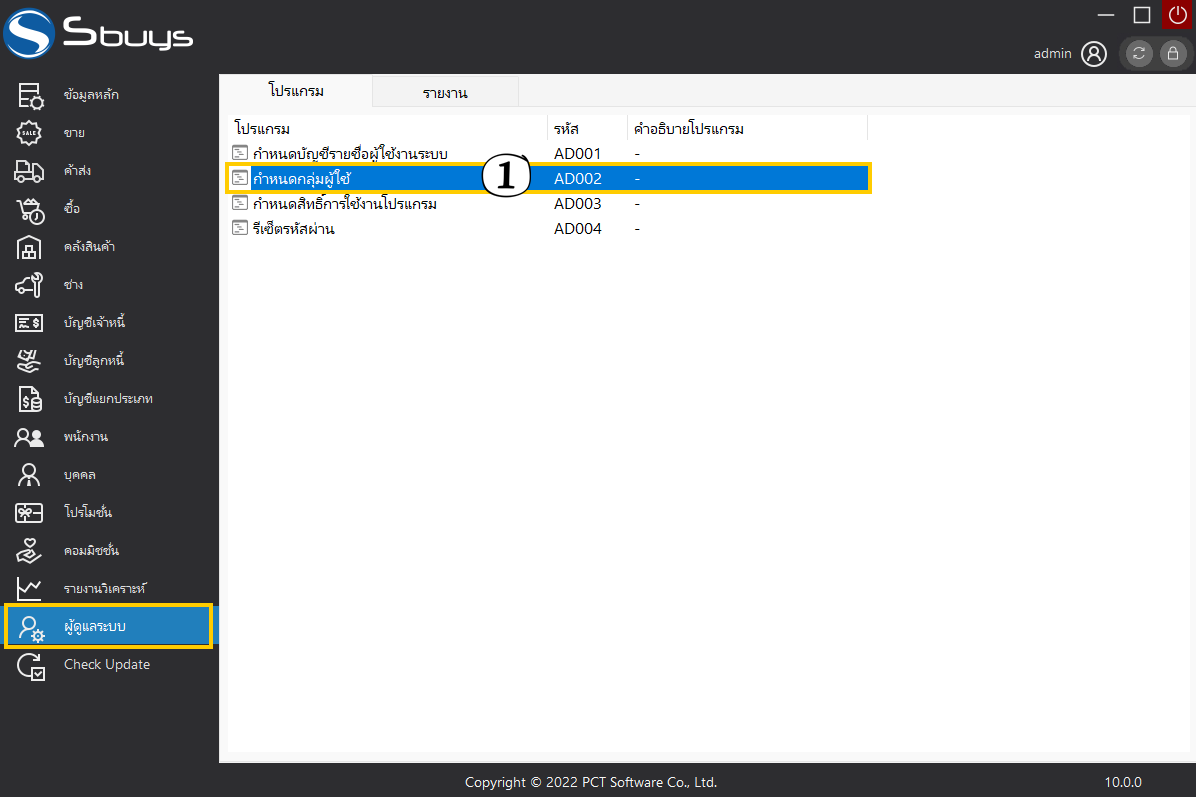 Sbuys
admin
ข้อมูลหลัก
ขาย
SALE
ค้าส่ง
ซื้อ
คลังสินค้า
ช่าง
บัญชีเจ้าหนี้
บัญชีลูกหนี้
บัญชีแยกประเภท
พนักงาน
บุคคล
โปรโมชั่น
คอมมิชชั่น
รายงานวิเคราะห์
ผู้ดูแลระบบ
Check Update
โปรแกรม รายงาน
โปรแกรม รหัส คำอธิบายโปรแกรม
กำหนดบัญชีรายชื่อผู้ใช้งานระบบ AD001 -
กำหนดกลุ่มผู้ใช้ 1 AD002 -
กำหนดสิทธิ์การใช้งานโปรแกรม AD003 -
รีเซ็ตรหัสผ่าน AD004 -
Copyright © 2022 PCT Software Co., Ltd. 10.0.0